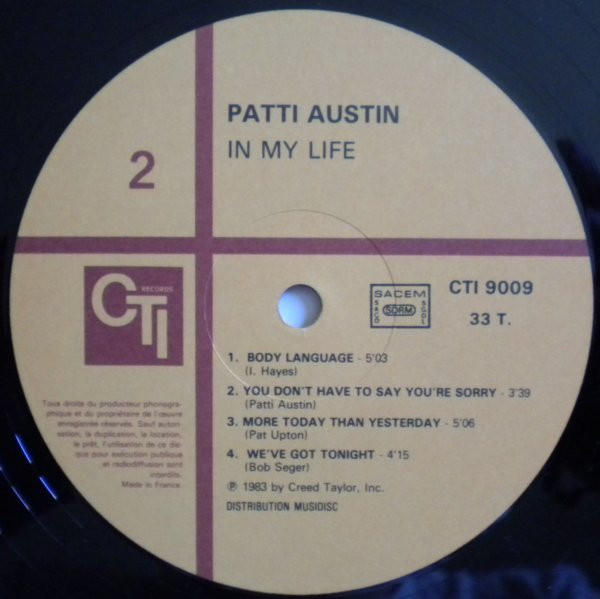 PATTI AUSTIN
IN MY LIFE
2
CTI
RECORDS
SACEM
SACD
SDRM
SGDL
CTI 9009
33 T.
1. BODY LANGUAGE - 5'03
(I. Hayes)
2. YOU DON'T HAVE TO SAY YOU'RE SORRY - 3'39
(Patti Austin)
3. MORE TODAY THAN YESTERDAY - 5'06
(Pat Upton)
4. WE'VE GOT TONIGHT - 4'15
(Bob Seger)
℗ 1983 by Creed Taylor, Inc.
DISTRIBUTION MUSIDISC
Tous droits du producteur phonogra-
phique et du propriétaire de l'œuvre
enregistrée réservés. Sauf autori-
sation, la duplication, la location,
le prêt, l'utilisation de ce dis-
que pour exécution publique
et radiodiffusion sont
interdits.
Made in France.